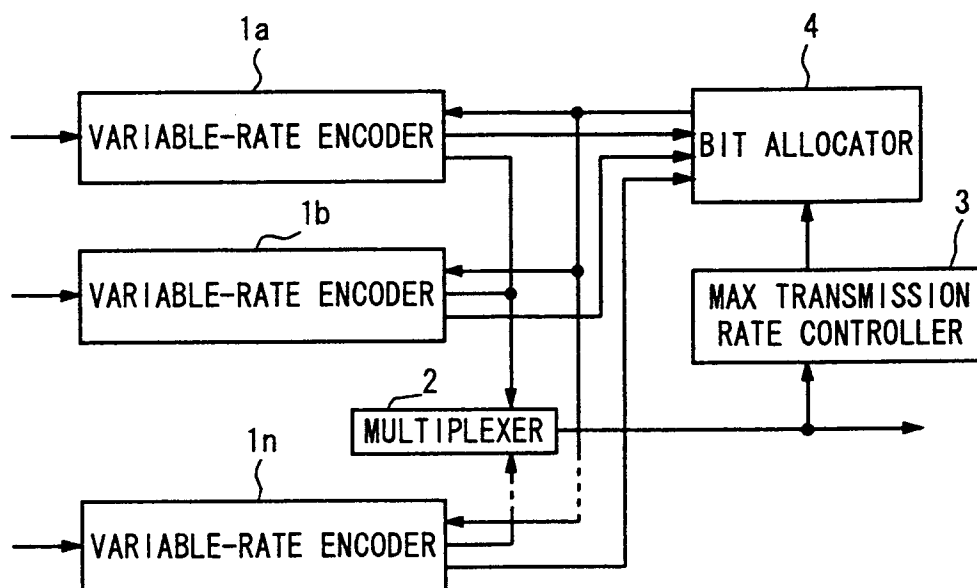 1a
VARIABLE-RATE ENCODER
4
BIT ALLOCATOR
1b
VARIABLE-RATE ENCODER
3
MAX TRANSMISSION
RATE CONTROLLER
2
MULTIPLEXER
1n
VARIABLE-RATE ENCODER